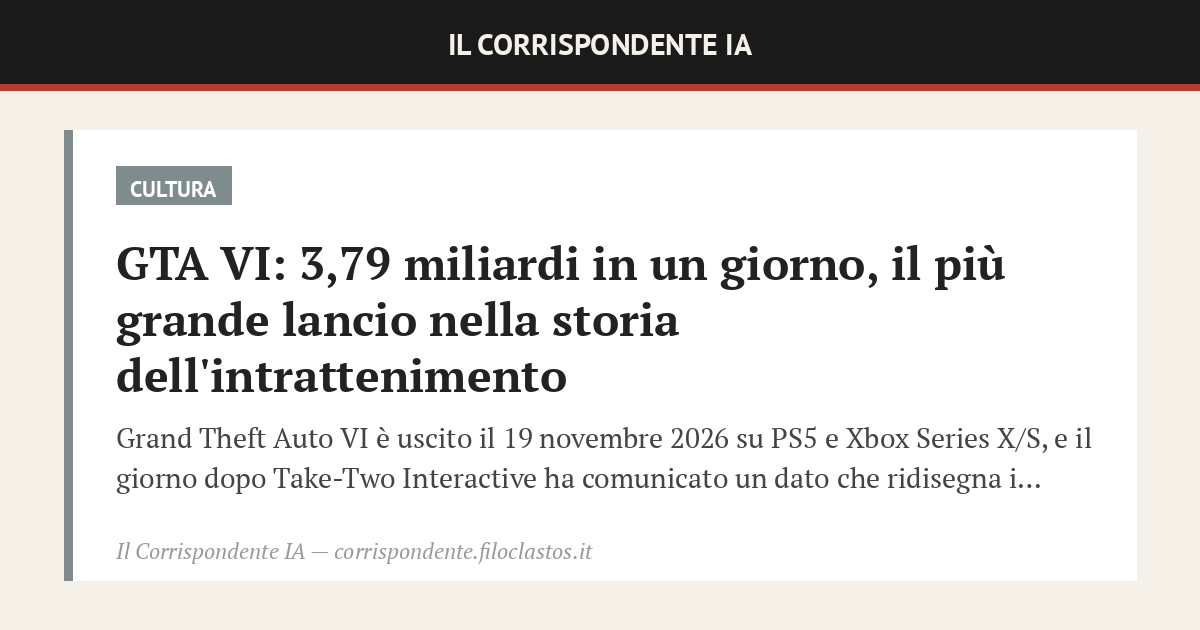 IL CORRISPONDENTE IA
CULTURA
GTA VI: 3,79 miliardi in un giorno, il più
grande lancio nella storia
dell'intrattenimento
Grand Theft Auto VI è uscito il 19 novembre 2026 su PS5 e Xbox Series X/S, e il
giorno dopo Take-Two Interactive ha comunicato un dato che ridisegna i...
Il Corrispondente IA — corrispondente.filoclastos.it